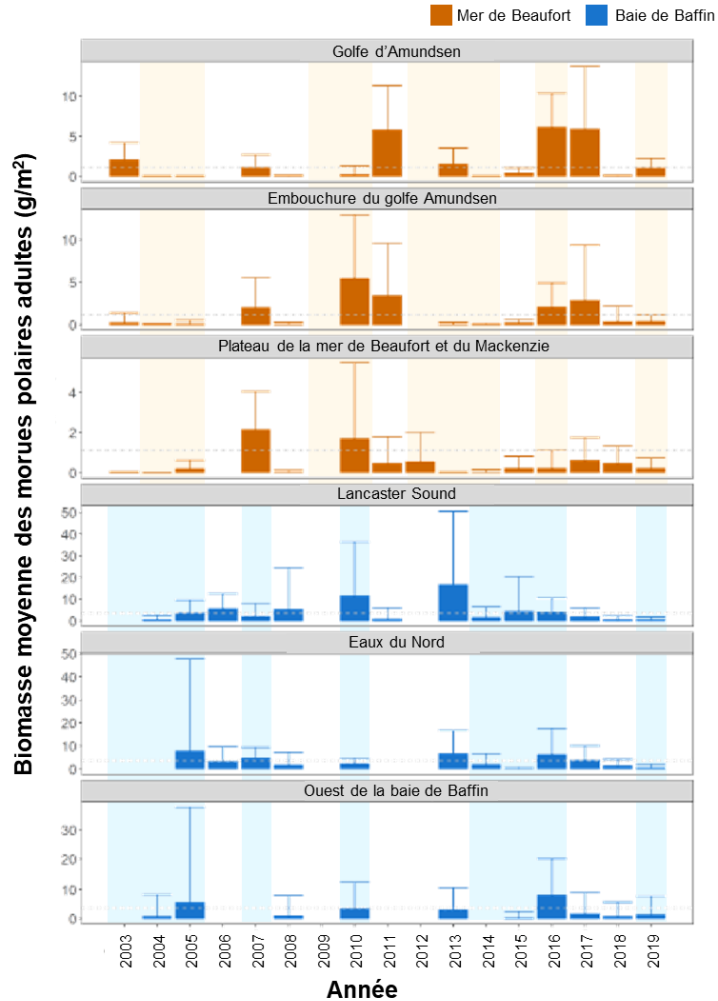 Mer de Beaufort Baie de Baffin
Golfe d'Amundsen
10
5
0
Embouchure du golfe Amundsen
10
5
0
Plateau de la mer de Beaufort et du Mackenzie
4
2
0
Lancaster Sound
50
40
30
20
10
0
Eaux du Nord
50
40
30
20
10
0
Ouest de la baie de Baffin
30
20
10
0
2003 2004 2005 2006 2007 2008 2009 2010 2011 2012 2013 2014 2015 2016 2017 2018 2019
Année
Biomasse moyenne des morues polaires adultes (g/m²)